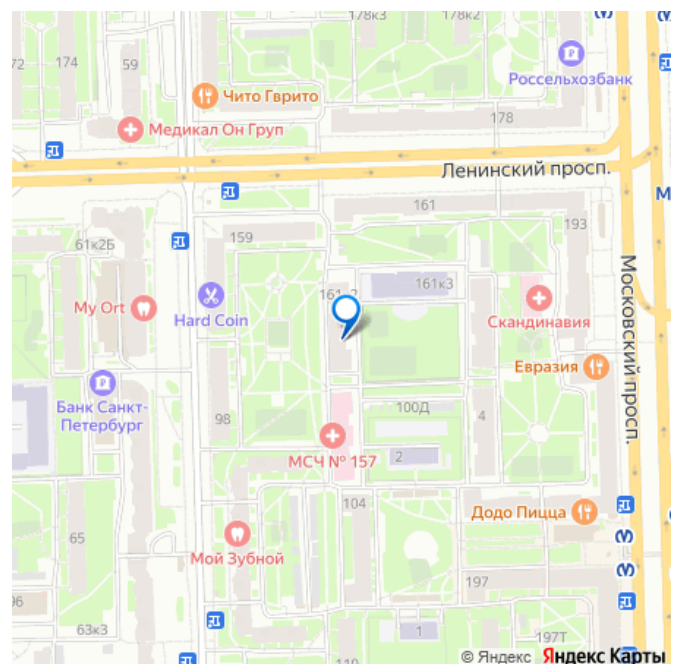 178к3
178к2
72
174
59
Россельхозбанк
Чито Гврито
Медикал Он Груп
178
Ленинский просп.
М
161
193
159
61к2Б
161к3
My Ort
Hard Coin
Скандинавия
Московский просп.
Евразия
Банк Санкт-
Петербург
98
100Д
4
МСЧ № 157
2
104
Додо Пицца
65
Мой Зубной
197
96
63к3
1
197Т
110
© Яндекс Яндекс Карты